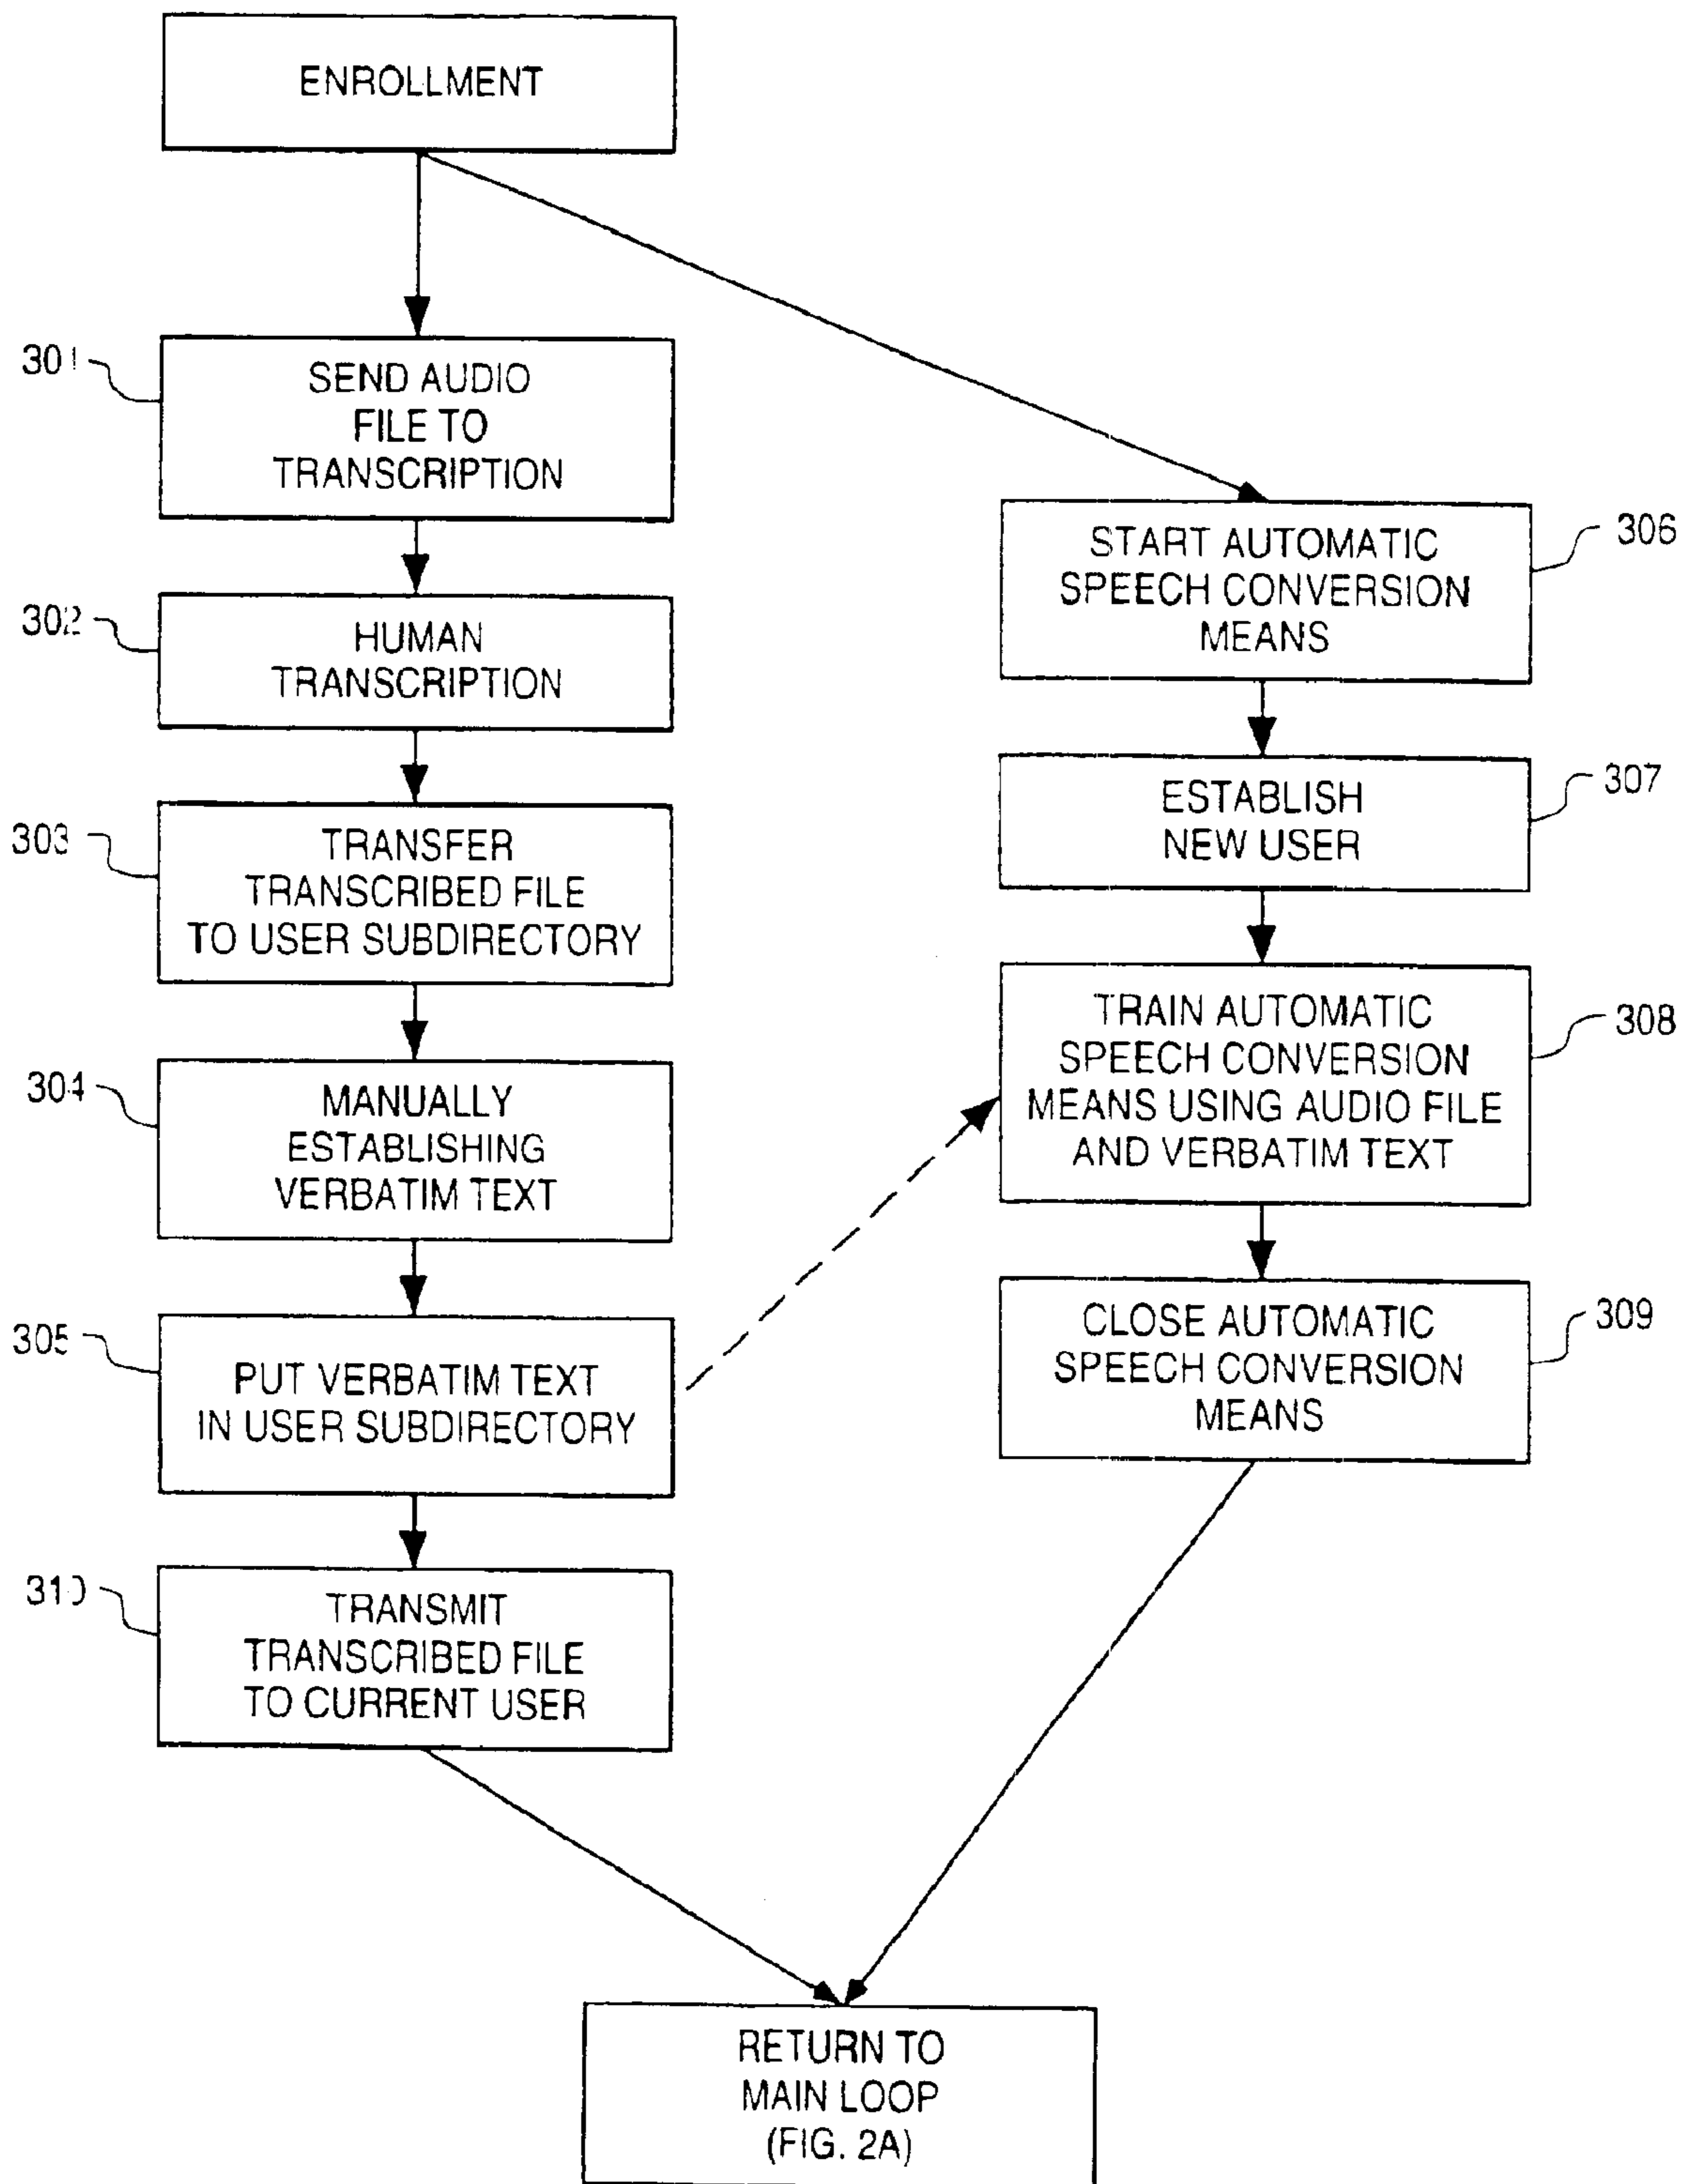 ENROLLMENT
301
SEND AUDIO
FILE TO
TRANSCRIPTION
302
HUMAN
TRANSCRIPTION
303
TRANSFER
TRANSCRIBED FILE
TO USER SUBDIRECTORY
304
MANUALLY
ESTABLISHING
VERBATIM TEXT
305
PUT VERBATIM TEXT
IN USER SUBDIRECTORY
310
TRANSMIT
TRANSCRIBED FILE
TO CURRENT USER
START AUTOMATIC
SPEECH CONVERSION
MEANS
306
ESTABLISH
NEW USER
307
TRAIN AUTOMATIC
SPEECH CONVERSION
MEANS USING AUDIO FILE
AND VERBATIM TEXT
308
CLOSE AUTOMATIC
SPEECH CONVERSION
MEANS
309
RETURN TO
MAIN LOOP
(FIG. 2A)